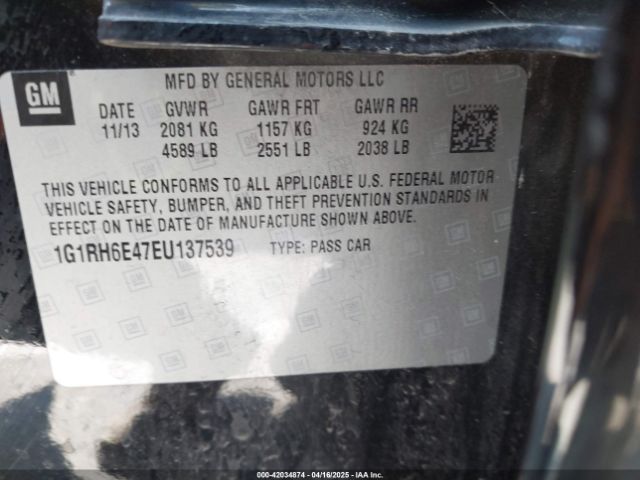 GM
MFD BY GENERAL MOTORS LLC
DATE GVWR GAWR FRT GAWR RR
11/13 2081 KG 1157 KG 924 KG
4589 LB 2551 LB 2038 LB
THIS VEHICLE CONFORMS TO ALL APPLICABLE U.S. FEDERAL MOTOR
VEHICLE SAFETY, BUMPER, AND THEFT PREVENTION STANDARDS IN
EFFECT ON THE DATE OF MANUFACTURE SHOWN ABOVE.
1G1RH6E47EU137539 TYPE: PASS CAR
000-42034874 | 04/16/2025 | IAA Inc.